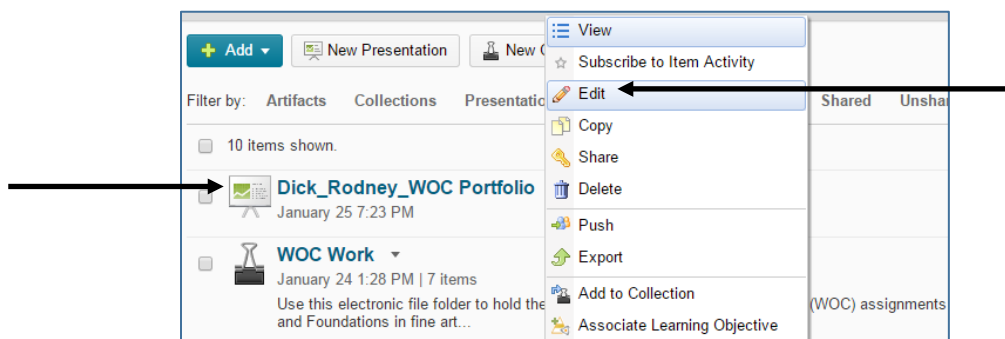 Add
New Presentation
New
Filter by: Artifacts Collections Shared
10 items shown.
Dick_Rodney_WOC Portfolio
January 25 7:23 PM
WOC Work
January 24 1:28 PM | 7 items
Use this electronic file folder to hold the (WOC) assignments
and Foundations in fine art...
View
Subscribe to Item Activity
Edit
Copy
Share
Delete
Push
Export
Add to Collection
Associate Learning Objective